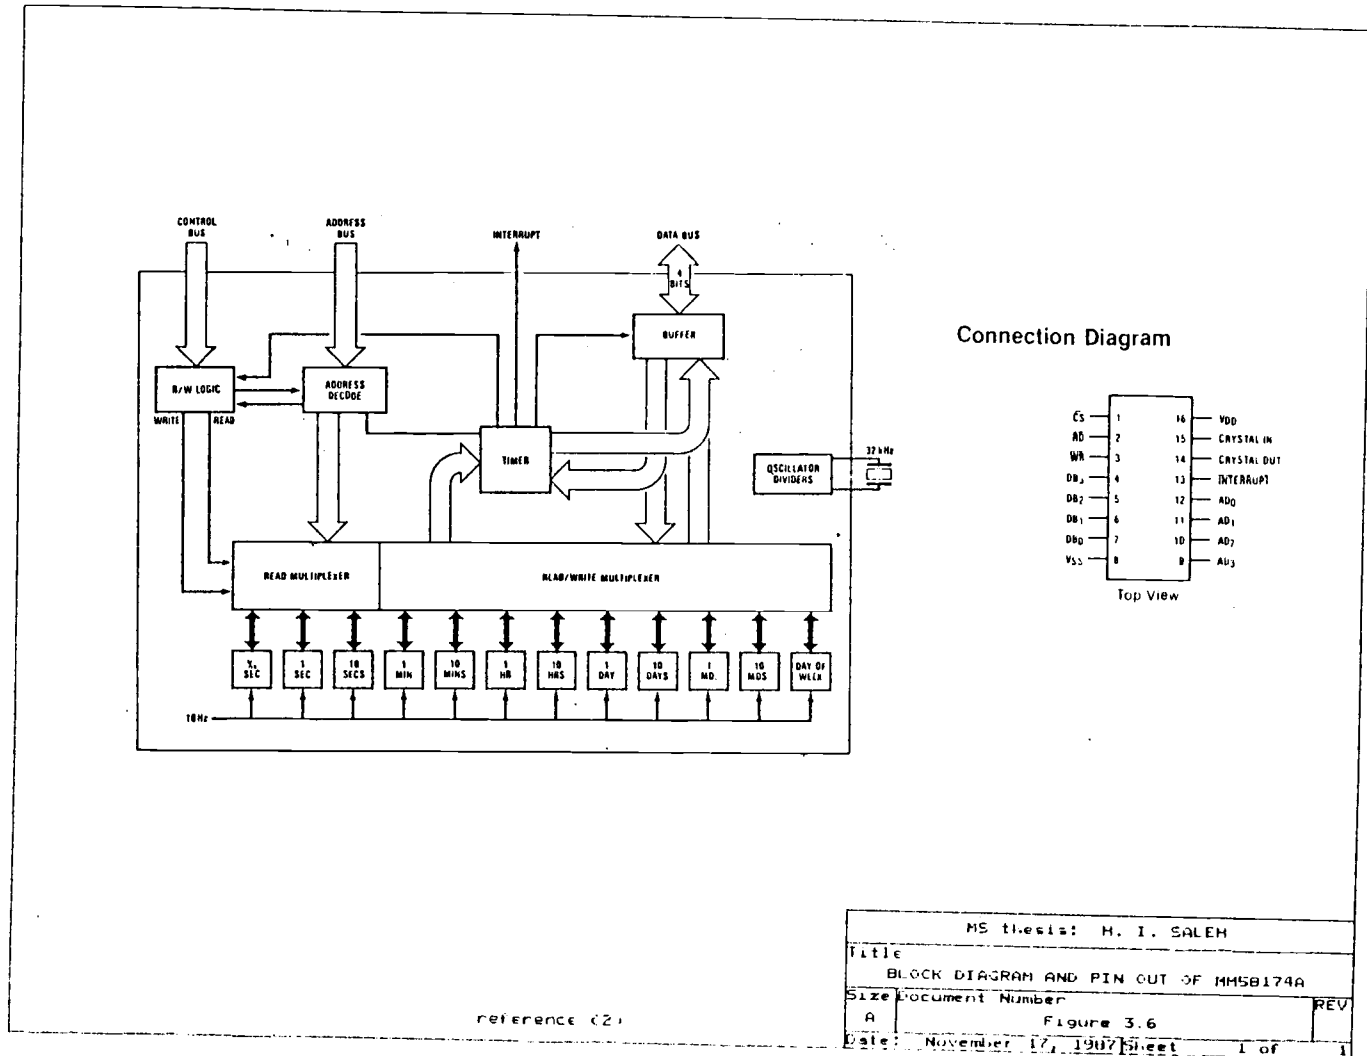 CONTROL
BUS
ADDRESS
BUS
INTERRUPT
DATA BUS
4
BITS
BUFFER
R/W LOGIC
ADDRESS
DECDOE
WRITE
READ
TIMER
OSCILLATOR
DIVIDERS
32 kHz
READ MULTIPLEXER
READ/WRITE MULTIPLEXER
SEC
1
SEC
10
SECS
1
MIN
10
MINS
1
HR
10
HRS
1
DAY
10
DAYS
1
MO.
10
MOS
DAY OF
WEEK
Connection Diagram
CS 1 16 VDD
RD 2 15 CRYSTAL IN
WR 3 14 CRYSTAL OUT
DB3 4 13 INTERRUPT
DB2 5 12 AD0
DB1 6 11 AD1
DB0 7 10 AD2
VSS 8 9 AD3
Top View
MS thesis: H. I. SALEH
Title
BLOCK DIAGRAM AND PIN OUT OF MM58174A
Size Document Number REV
A Figure 3.6
Date: November 17, 1987 Sheet 1 of 1
reference (2)